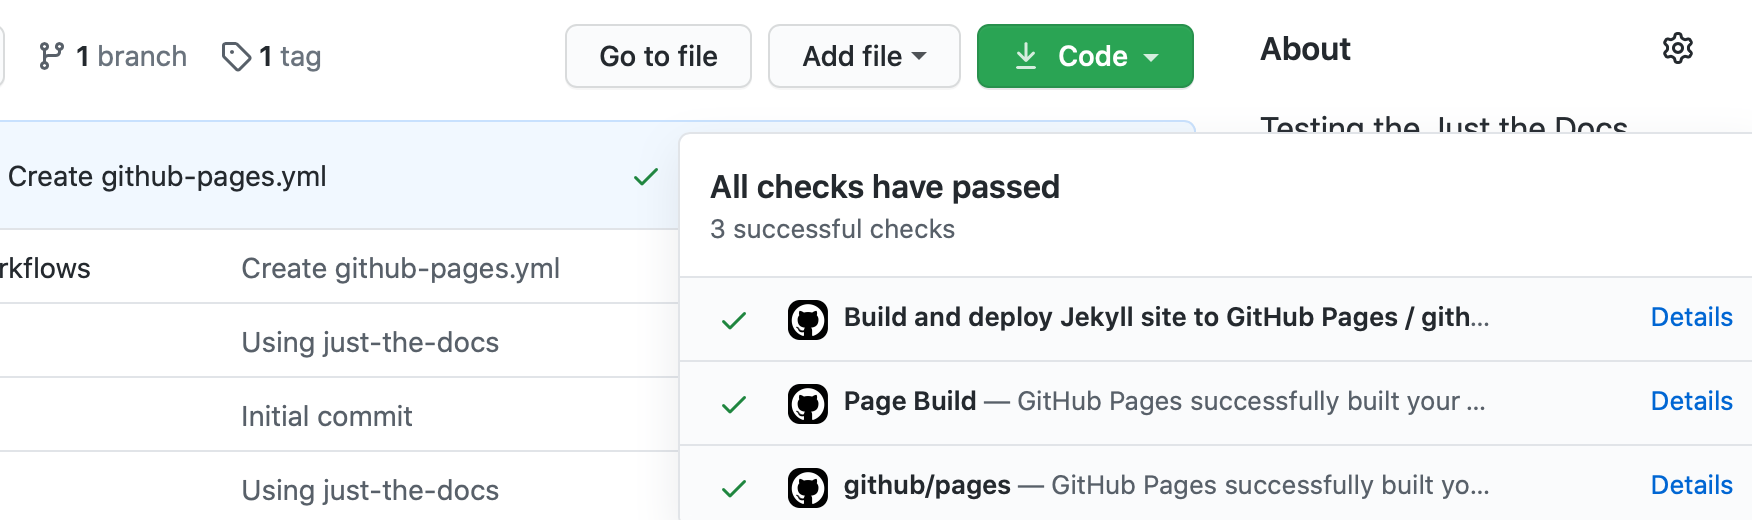 1 branch 1 tag Go to file Add file Code About
Testing the Just the Docs
Create github-pages.yml
All checks have passed
3 successful checks
rkflows Create github-pages.yml
Build and deploy Jekyll site to GitHub Pages / gith... Details
Using just-the-docs
Page Build — GitHub Pages successfully built your ... Details
Initial commit
github/pages — GitHub Pages successfully built yo... Details
Using just-the-docs